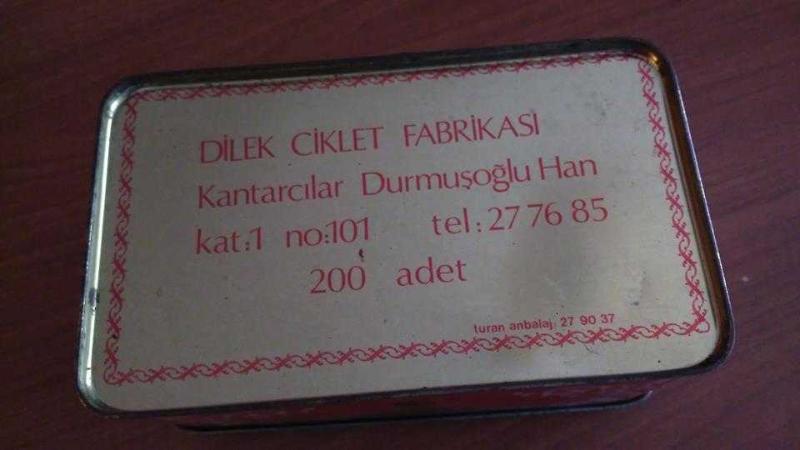 DİLEK CİKLET FABRİKASI
Kantarcılar Durmuşoğlu Han
kat:1 no:101 tel: 27 76 85
200 adet
turan anbalaj: 27 90 37